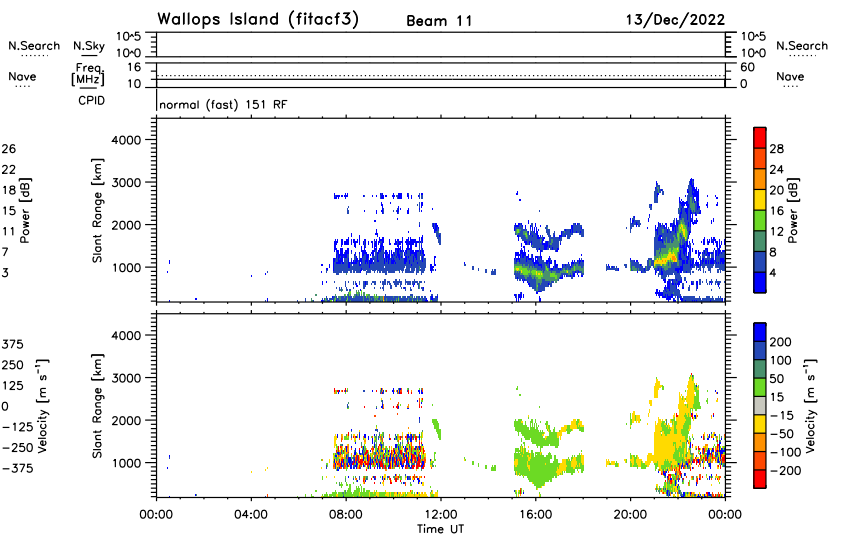 Wallops Island (fitacf3) Beam 11 13/Dec/2022
N.Search N.Sky 10^5 10^5 N.Search
10^0 10^0
Freq. 16 60
Nave [MHz] Nave
10 0
CPID normal (fast) 151 RF
4000
26 28
22 3000 24
18 20
15 2000 16
11 12
7 1000 8
3 4
Power [dB] Slant Range [km] Power [dB]
4000
375 200
250 3000 100
125 50
0 2000 15
−125 −15
−250 1000 −50
−375 −100
−200
Velocity [m s⁻¹] Slant Range [km] Velocity [m s⁻¹]
00:00 04:00 08:00 12:00 16:00 20:00 00:00
Time UT